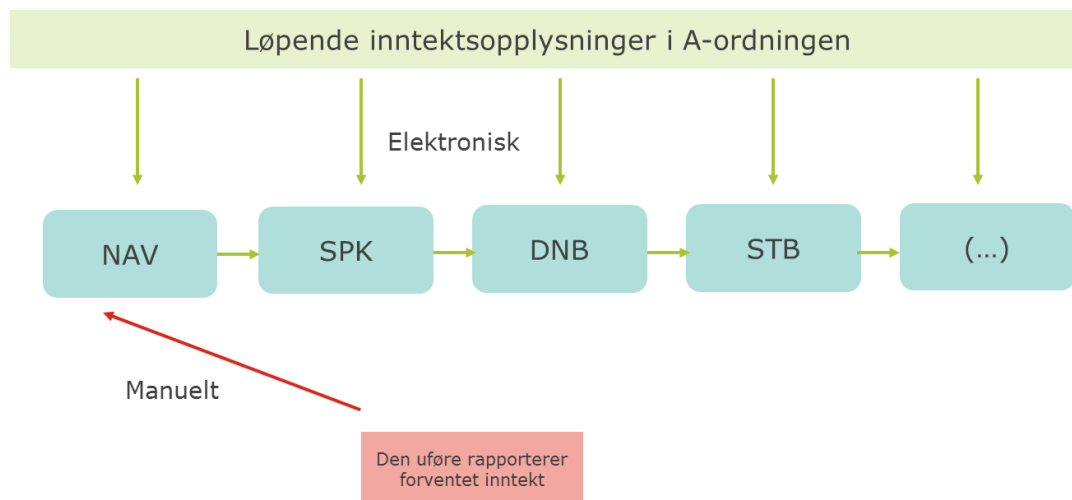 Løpende inntektsopplysninger i A-ordningen
Elektronisk
NAV
SPK
DNB
STB
(...)
Manuelt
Den uføre rapporterer
forventet inntekt